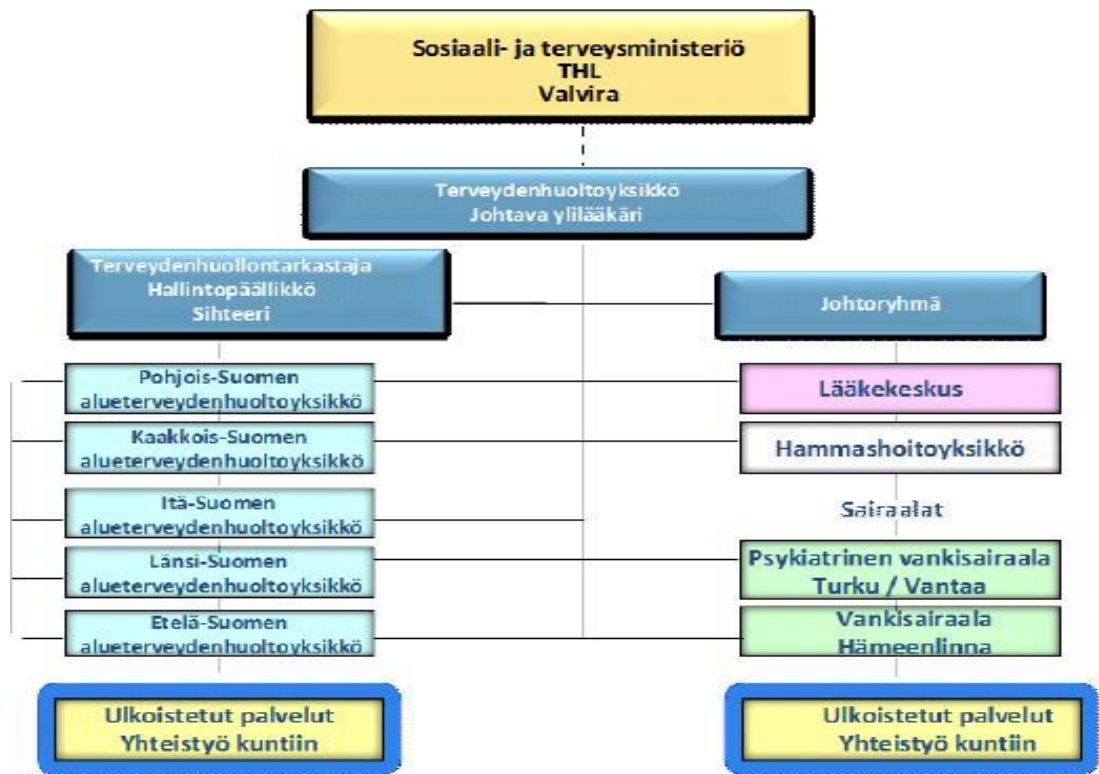 Sosiaali- ja terveysministeriö
THL
Valvira
Terveydenhuoltoyksikkö
Johtava ylilääkäri
Terveydenhuollontarkastaja
Hallintopäällikkö
Sihteeri
Johtoryhmä
Pohjois-Suomen
alueterveydenhuoltoyksikkö
Lääkekeskus
Kaakkois-Suomen
alueterveydenhuoltoyksikkö
Hammashoitoyksikkö
Itä-Suomen
alueterveydenhuoltoyksikkö
Sairaalat
Länsi-Suomen
alueterveydenhuoltoyksikkö
Psykiatrinen vankisairaala
Turku / Vantaa
Etelä-Suomen
alueterveydenhuoltoyksikkö
Vankisairaala
Hämeenlinna
Ulkoistetut palvelut
Yhteistyö kuntiin
Ulkoistetut palvelut
Yhteistyö kuntiin